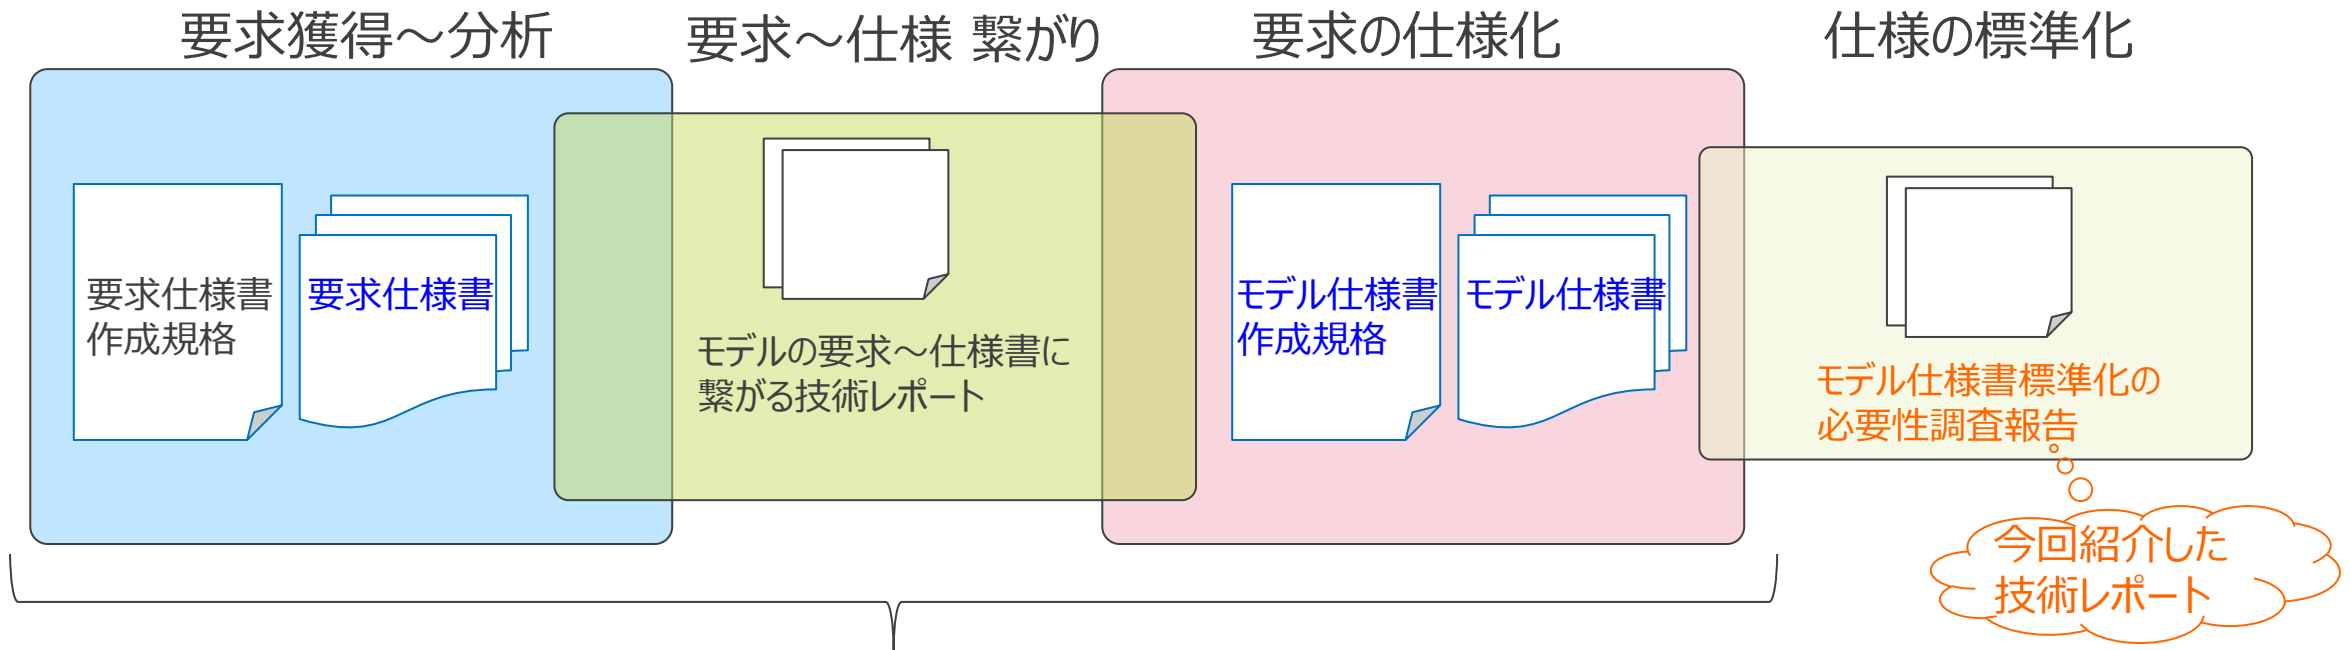 要求獲得～分析
要求～仕様 繋がり
要求の仕様化
仕様の標準化
要求仕様書
作成規格
要求仕様書
モデルの要求～仕様書に
繋がる技術レポート
モデル仕様書
作成規格
モデル仕様書
モデル仕様書標準化の
必要性調査報告
今回紹介した
技術レポート